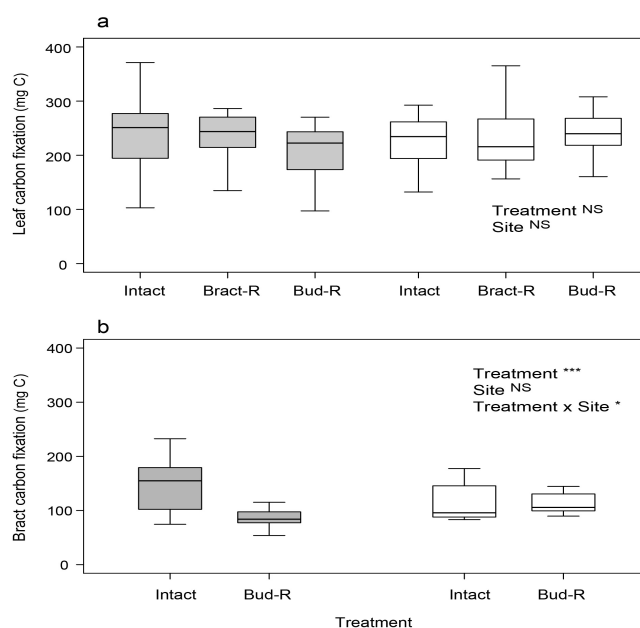 a
400
300
200
100
0
Leaf carbon fixation (mg C)
Treatment NS
Site NS
Intact Bract-R Bud-R Intact Bract-R Bud-R
b
400
300
200
100
0
Bract carbon fixation (mg C)
Treatment ***
Site NS
Treatment x Site *
Intact Bud-R Intact Bud-R
Treatment